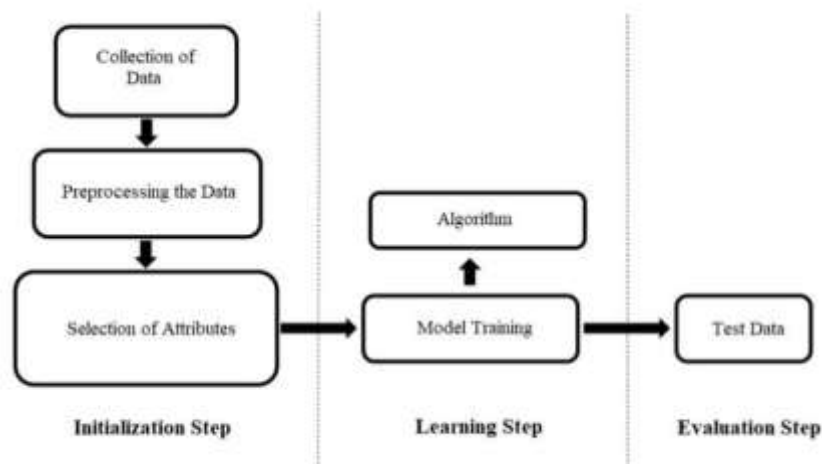 Collection of
Data
Preprocessing the Data
Selection of Attributes
Algorithm
Model Training
Test Data
Initialization Step
Learning Step
Evaluation Step